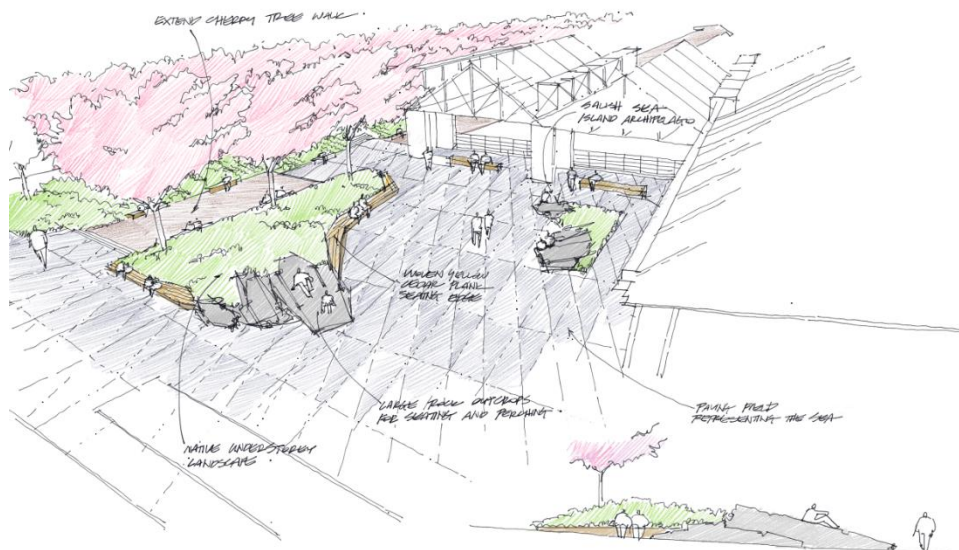 EXTEND CHERRY TREE WALK
SALISH SEA
ISLAND ARCHIPELAGO
WOVEN YELLOW
CEDAR PLANK
SEATING EDGE
LARGE ROCK OUTCROPS
FOR SEATING AND PERCHING
PAVING FIELD
REPRESENTING THE SEA
NATIVE UNDERSTOREY
LANDSCAPE